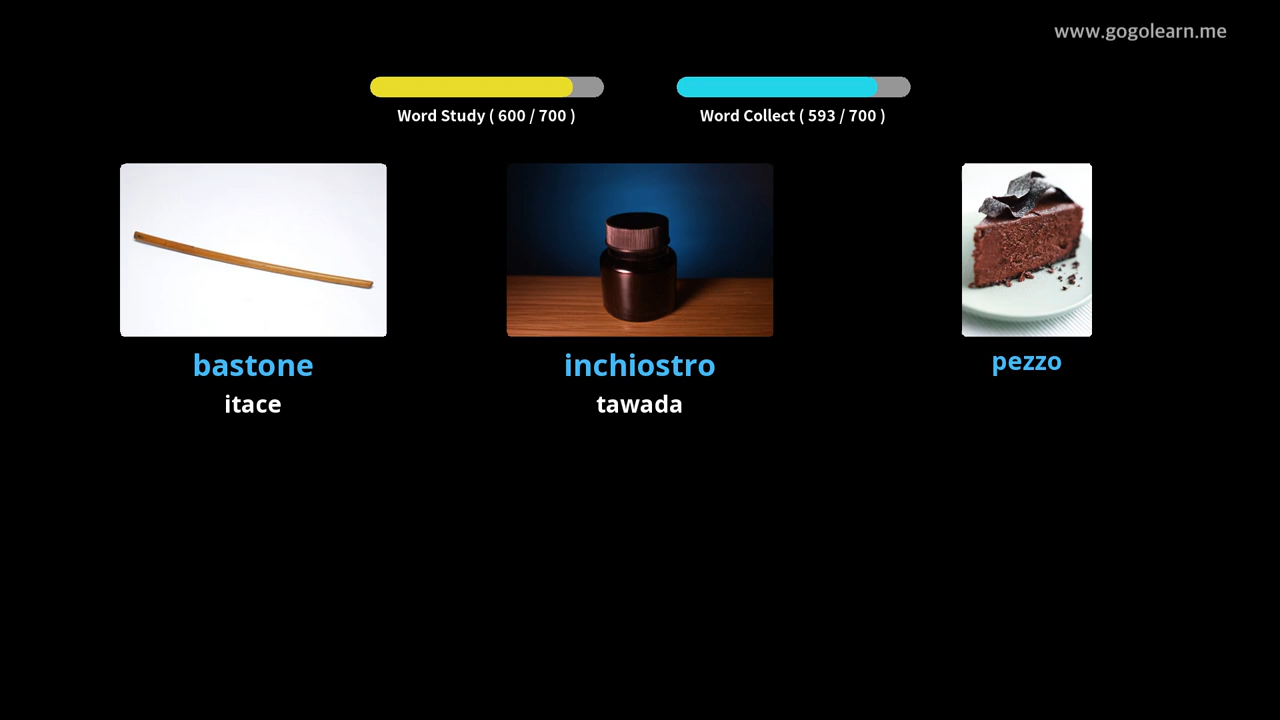 www.gogolearn.me
Word Study ( 600 / 700 )
Word Collect ( 593 / 700 )
bastone
itace
inchiostro
tawada
pezzo